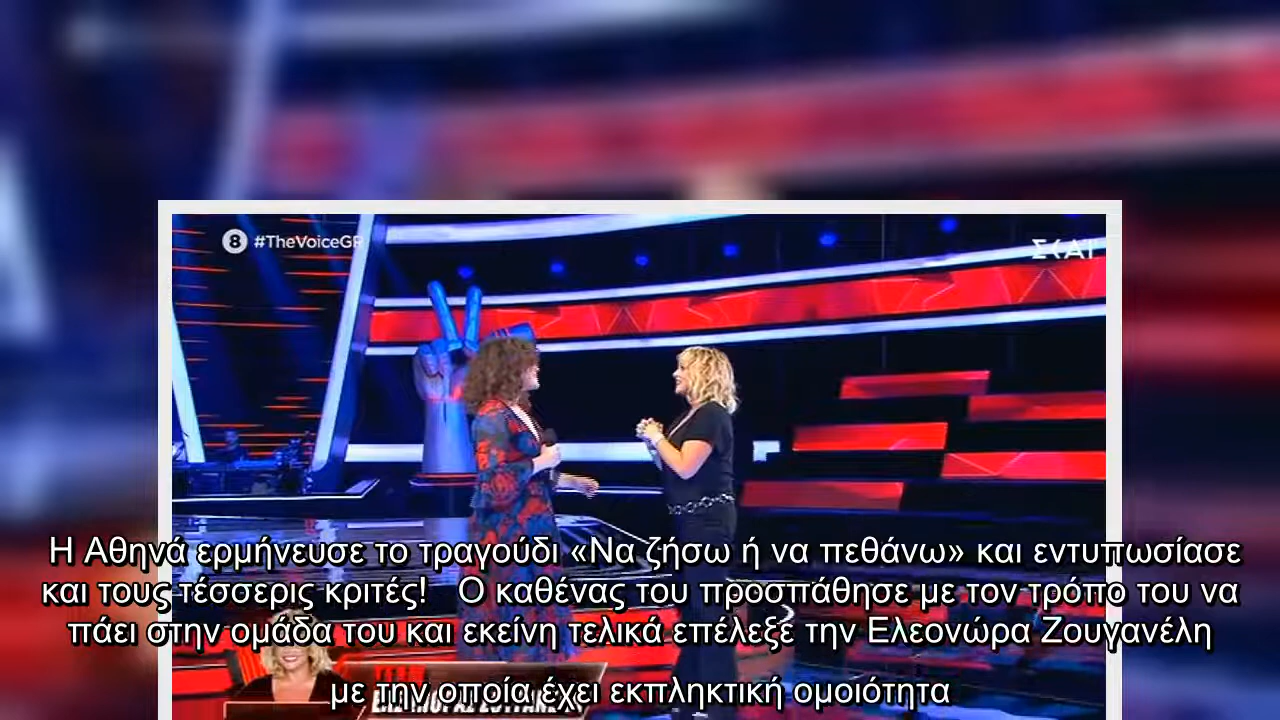 8 #TheVoiceGR
ΣΚΑΪ
Η Αθηνά ερμήνευσε το τραγούδι «Να ζήσω ή να πεθάνω» και εντυπωσίασε
και τους τέσσερις κριτές! Ο καθένας του προσπάθησε με τον τρόπο του να
πάει στην ομάδα του και εκείνη τελικά επέλεξε την Ελεονώρα Ζουγανέλη
με την οποία έχει εκπληκτική ομοιότητα